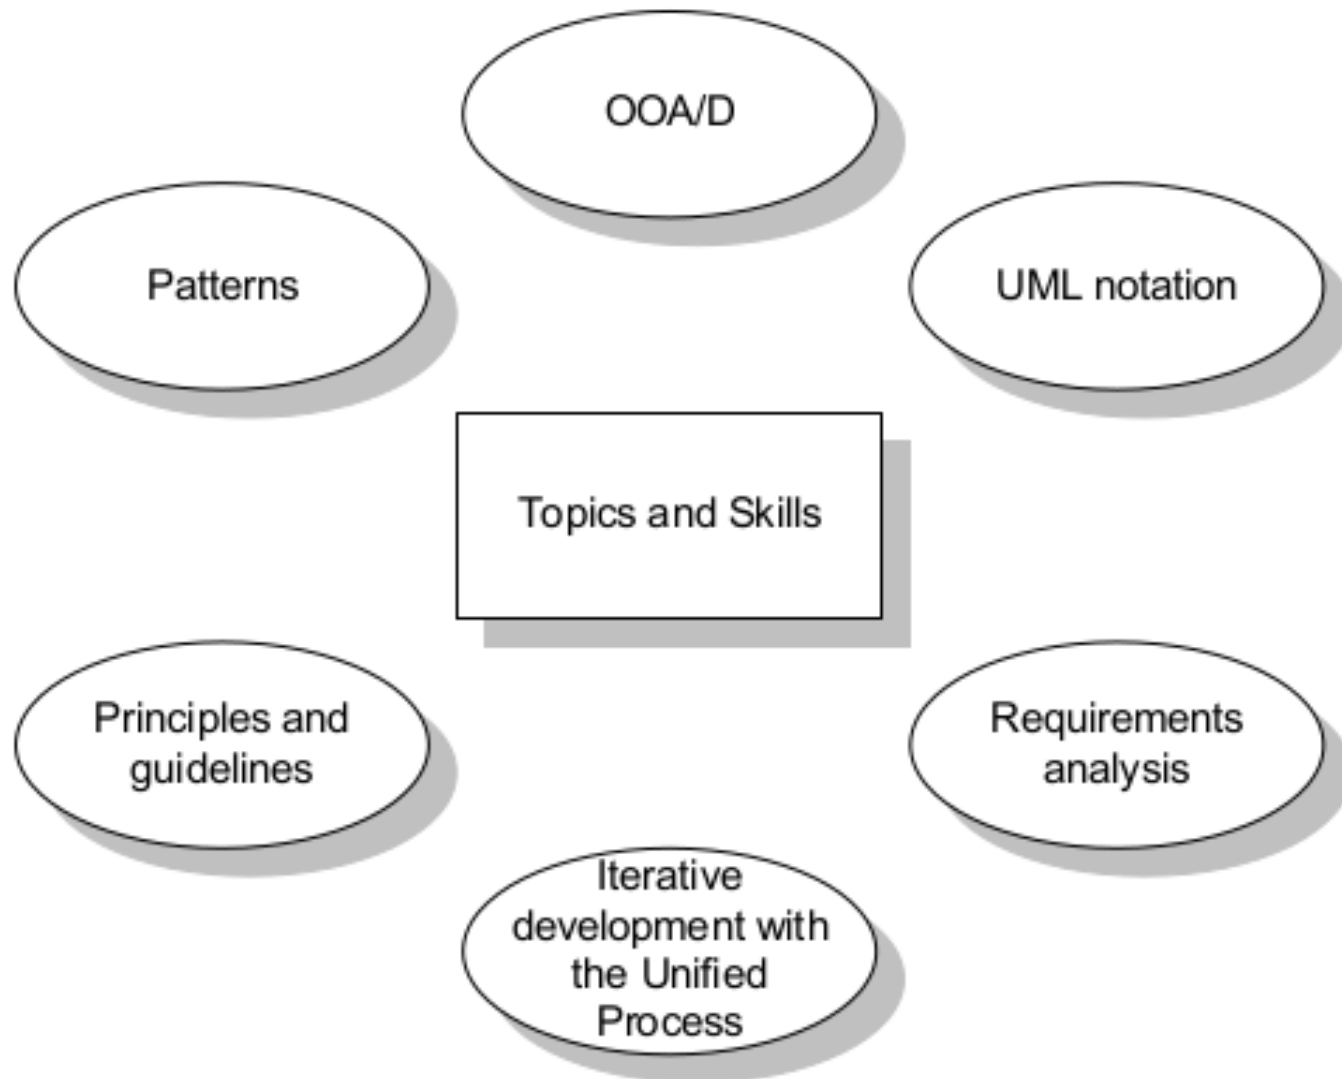 OOA/D
Patterns
UML notation
Topics and Skills
Principles and
guidelines
Requirements
analysis
Iterative
development with
the Unified
Process